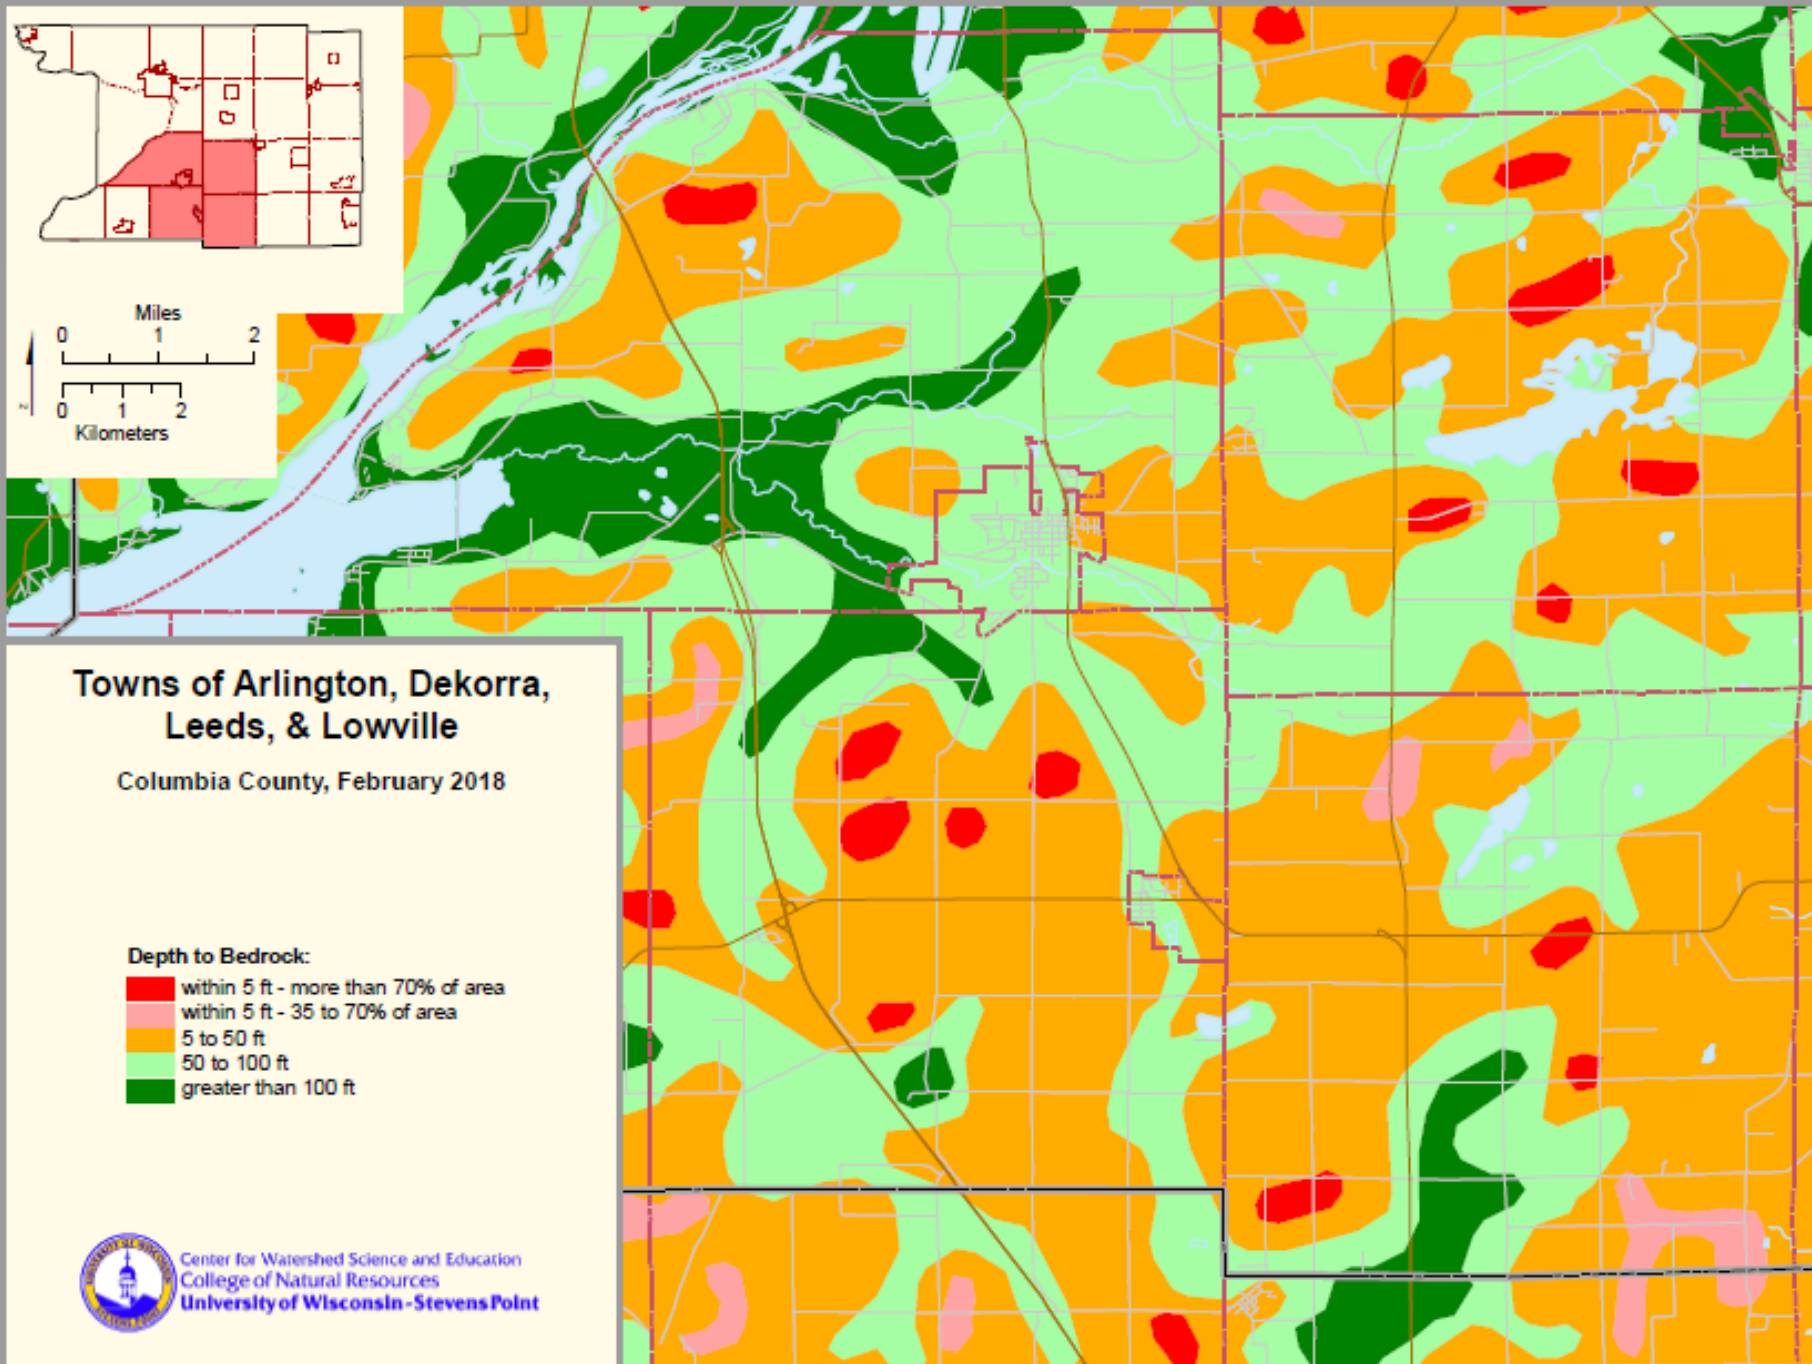 Miles
0 1 2
0 1 2
Kilometers
Towns of Arlington, Dekorra,
Leeds, & Lowville
Columbia County, February 2018
Depth to Bedrock:
within 5 ft - more than 70% of area
within 5 ft - 35 to 70% of area
5 to 50 ft
50 to 100 ft
greater than 100 ft
Center for Watershed Science and Education
College of Natural Resources
University of Wisconsin - Stevens Point